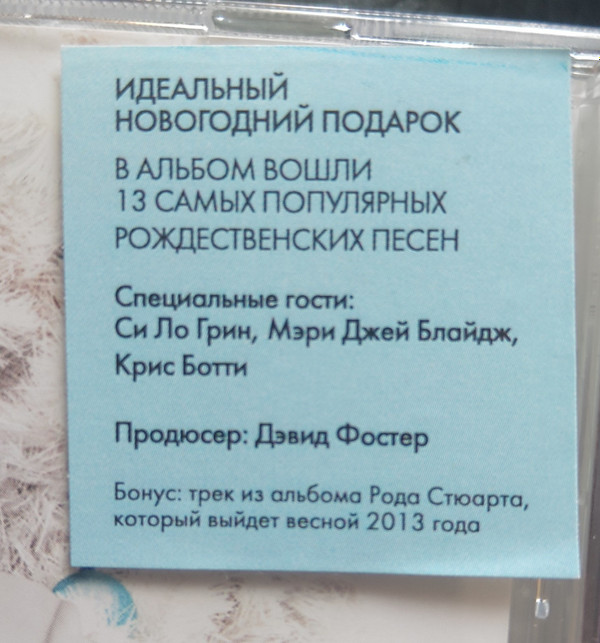 ИДЕАЛЬНЫЙ
НОВОГОДНИЙ ПОДАРОК
В АЛЬБОМ ВОШЛИ
13 САМЫХ ПОПУЛЯРНЫХ
РОЖДЕСТВЕНСКИХ ПЕСЕН
Специальные гости:
Си Ло Грин, Мэри Джей Блайдж,
Крис Ботти
Продюсер: Дэвид Фостер
Бонус: трек из альбома Рода Стюарта,
который выйдет весной 2013 года